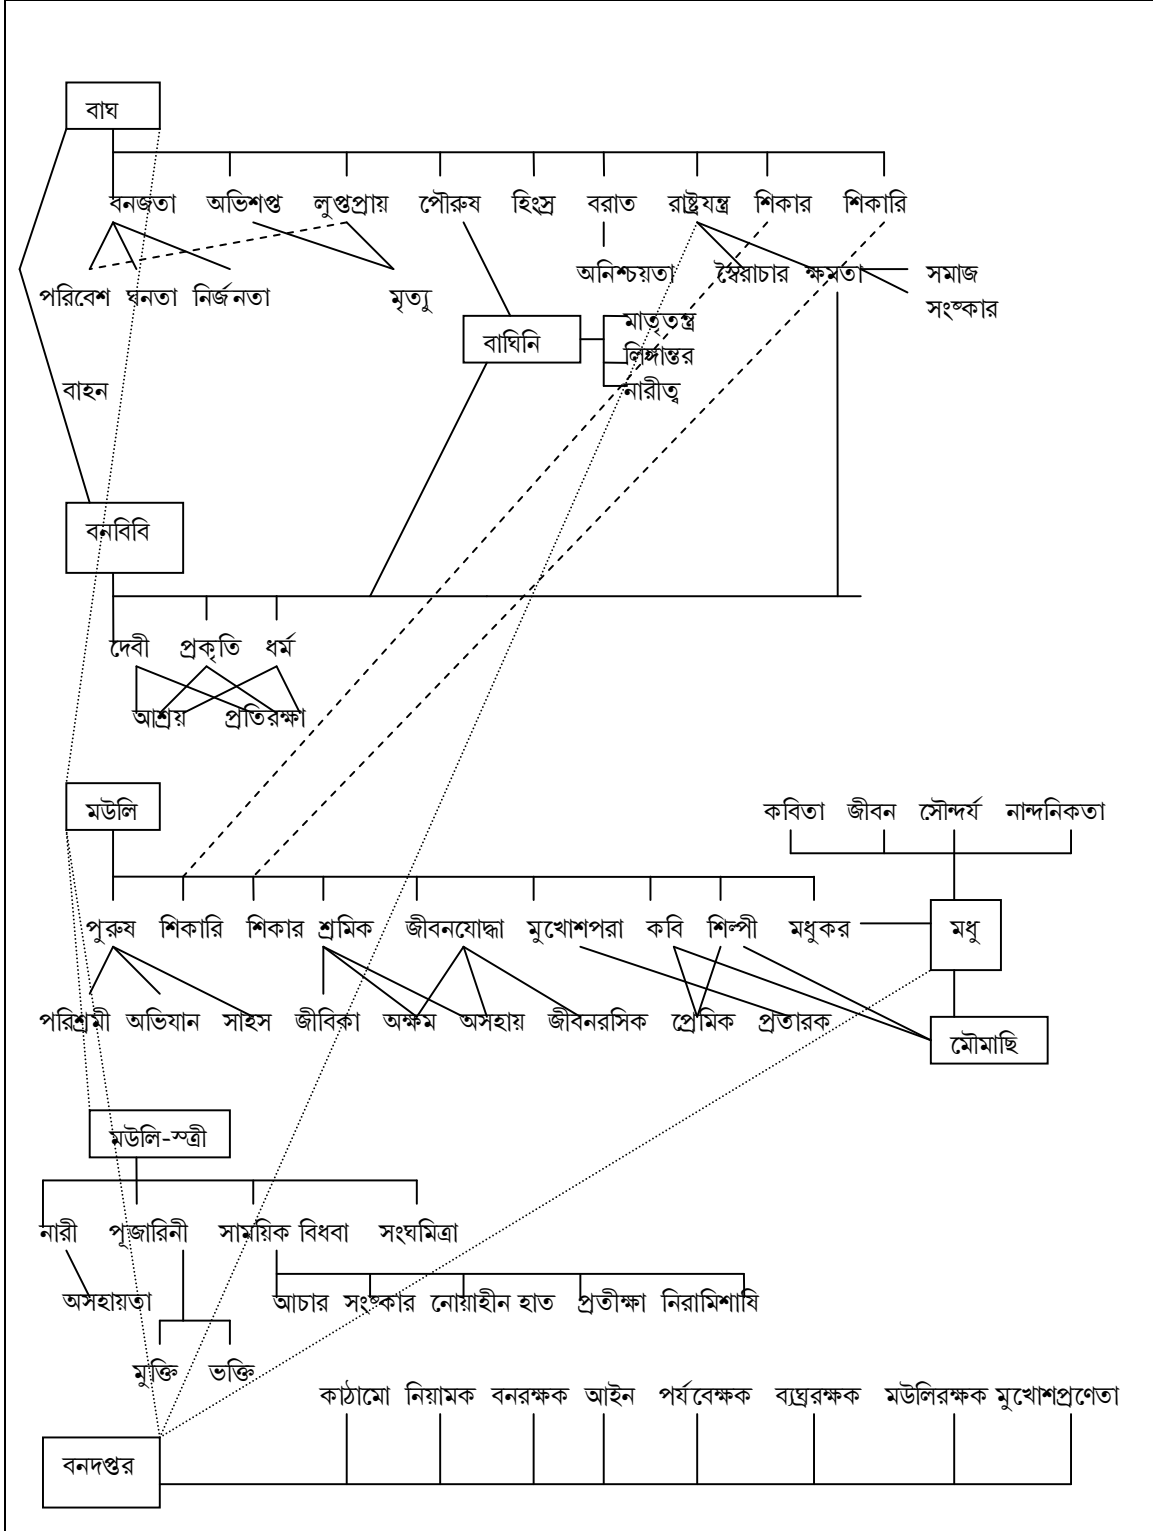 বাঘ
বনজতা অভিশপ্ত লুপ্তপ্রায় পৌরুষ হিংস্র বরাত রাষ্ট্রযন্ত্র শিকার শিকারি
অনিশ্চয়তা স্বৈরাচার ক্ষমতা সমাজ
পরিবেশ ঘনতা নির্জনতা মৃত্যু সংষ্কার
মাতৃতন্ত্র
বাঘিনি
লিঙ্গান্তর
বাহন নারীত্ব
বনবিবি
দেবী প্রকৃতি ধর্ম
আশ্রয় প্রতিরক্ষা
মউলি
কবিতা জীবন সৌন্দর্য নান্দনিকতা
পুরুষ শিকারি শিকার শ্রমিক জীবনযোদ্ধা মুখোশপরা কবি শিল্পী মধুকর মধু
পরিশ্রমী অভিযান সাহস জীবিকা অক্ষম অসহায় জীবনরসিক প্রেমিক প্রতারক
মৌমাছি
মউলি-স্ত্রী
নারী পূজারিনী সাময়িক বিধবা সংঘমিত্রা
অসহায়তা আচার সংষ্কার নোয়াহীন হাত প্রতীক্ষা নিরামিশাষি
মুক্তি ভক্তি
কাঠামো নিয়ামক বনরক্ষক আইন পর্যবেক্ষক ব্যঘ্ররক্ষক মউলিরক্ষক মুখোশপ্রণেতা
বনদপ্তর